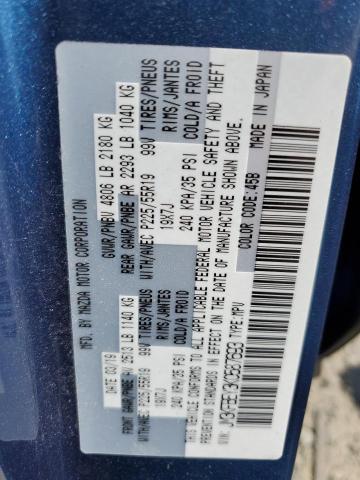 MFD. BY MAZDA MOTOR CORPORATION
DATE 03/19 GWVR/PNBV 4806 LB 2180 KG
FRONT GAWR/PNBE AV 2513 LB 1140 KG REAR GAWR/PNBE AR 2293 LB 1040 KG
WITH/AVEC P225/55R19 99V TIRES/PNEUS WITH/AVEC P225/55R19 99V TIRES/PNEUS
19X7J RIMS/JANTES 19X7J RIMS/JANTES
240 KPA/35 PSI COLD/A FROID 240 KPA/35 PSI COLD/A FROID
THIS VEHICLE CONFORMS TO ALL APPLICABLE FEDERAL MOTOR VEHICLE SAFETY AND THEFT
PREVENTION STANDARDS IN EFFECT ON THE DATE OF MANUFACTURE SHOWN ABOVE.
TYPE:MPV COLOR CODE:45B MADE IN JAPAN